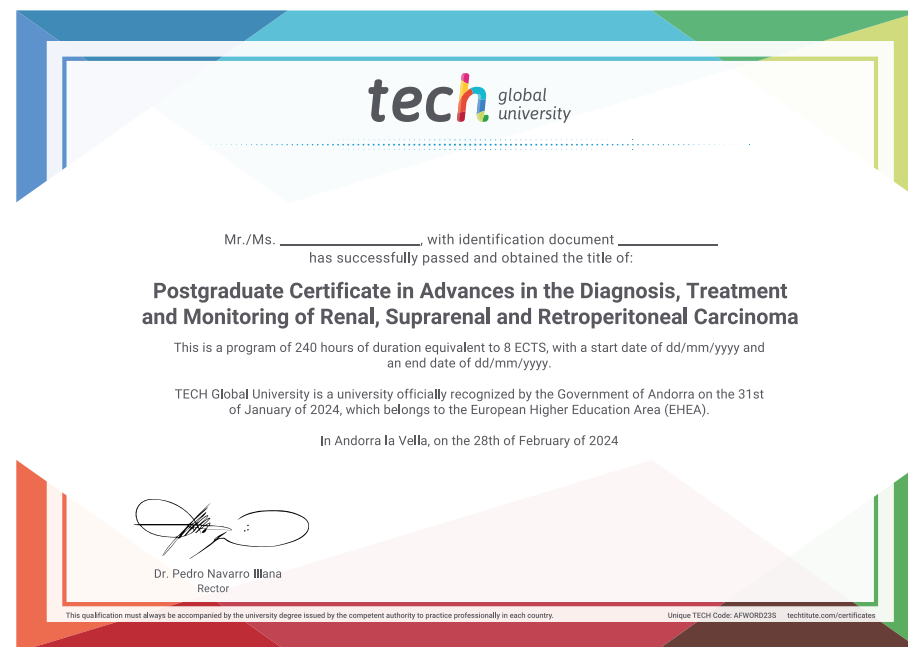 tech global university
Mr./Ms. ____________, with identification document ____________
has successfully passed and obtained the title of:
Postgraduate Certificate in Advances in the Diagnosis, Treatment
and Monitoring of Renal, Suprarenal and Retroperitoneal Carcinoma
This is a program of 240 hours of duration equivalent to 8 ECTS, with a start date of dd/mm/yyyy and
an end date of dd/mm/yyyy.
TECH Global University is a university officially recognized by the Government of Andorra on the 31st
of January of 2024, which belongs to the European Higher Education Area (EHEA).
In Andorra la Vella, on the 28th of February of 2024
Dr. Pedro Navarro Illana
Rector
This qualification must always be accompanied by the university degree issued by the competent authority to practice professionally in each country.
Unique TECH Code: AFWORD23S techtitute.com/certificates